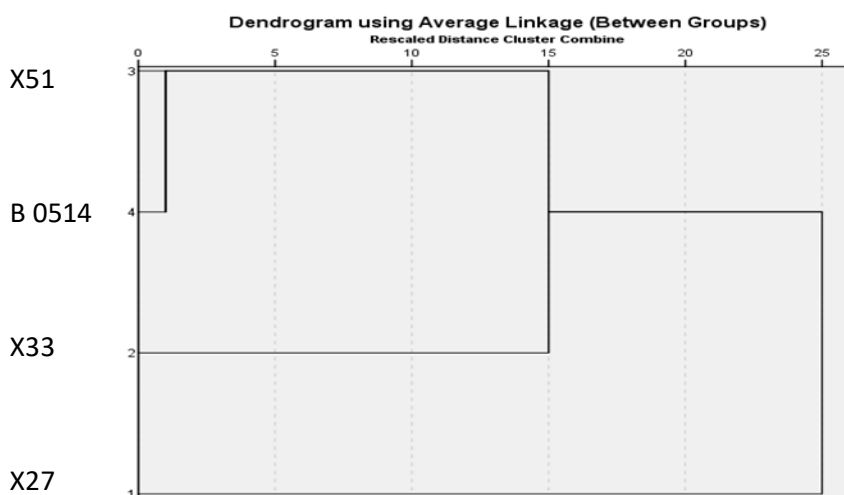 Dendrogram using Average Linkage (Between Groups)
Rescaled Distance Cluster Combine
0 5 10 15 20 25
X51 3
B 0514 4
X33 2
X27 1